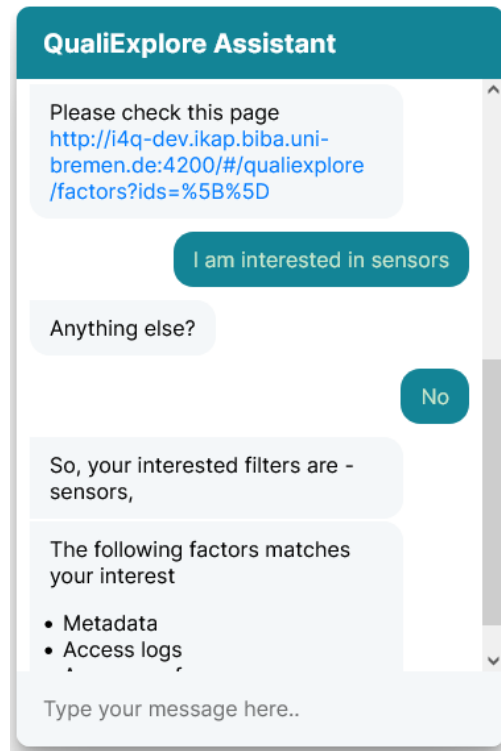 QualiExplore Assistant
Please check this page
http://i4q-dev.ikap.biba.uni-
bremen.de:4200/#/qualiexplore
/factors?ids=%5B%5D
I am interested in sensors
Anything else?
No
So, your interested filters are -
sensors,
The following factors matches
your interest
• Metadata
• Access logs
Type your message here..